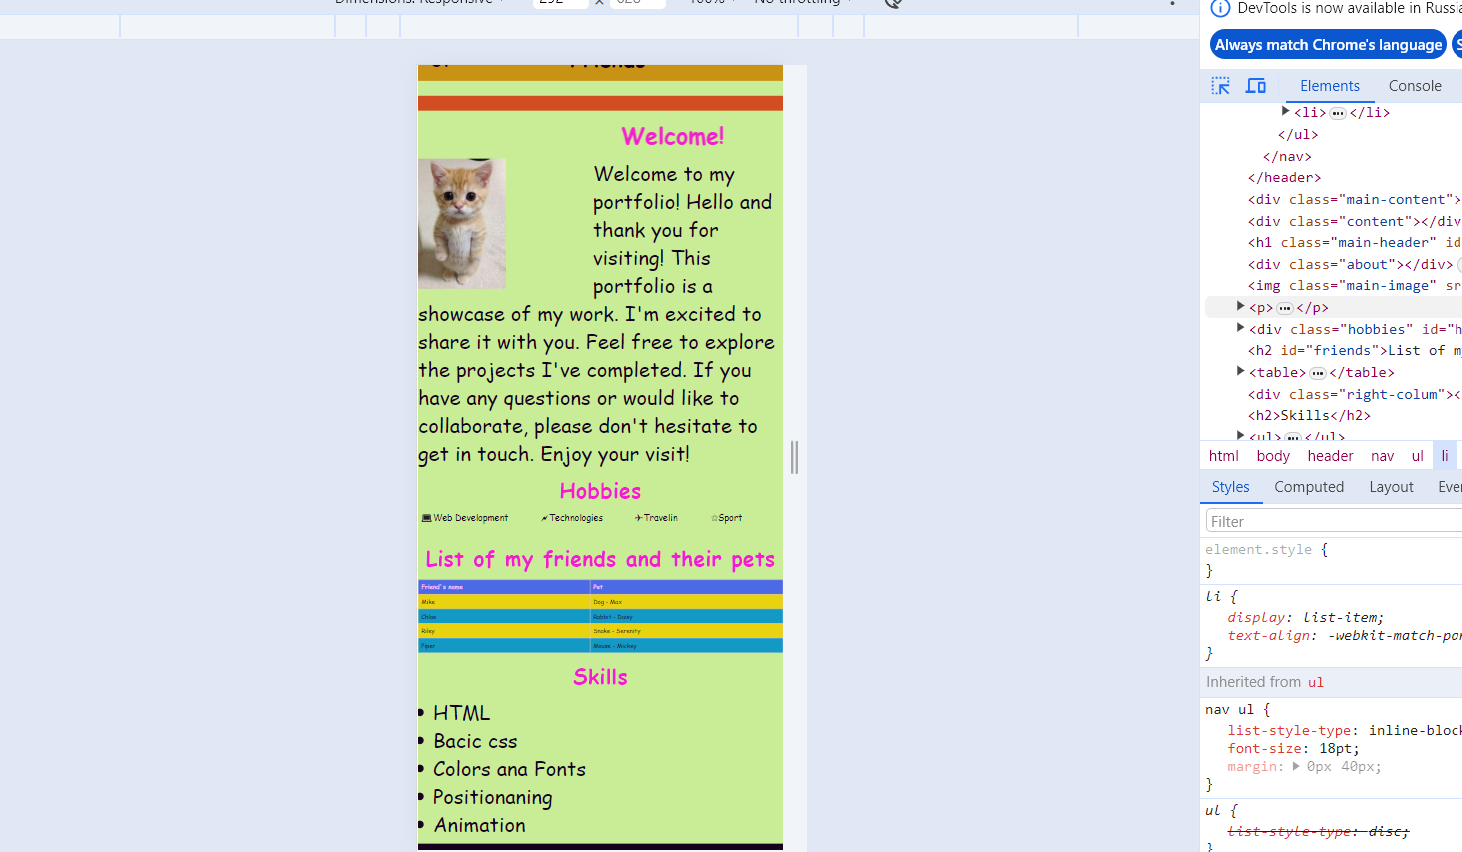 Friends
Welcome!
Welcome to my
portfolio! Hello and
thank you for
visiting! This
portfolio is a
showcase of my work. I'm excited to
share it with you. Feel free to explore
the projects I've completed. If you
have any questions or would like to
collaborate, please don't hesitate to
get in touch. Enjoy your visit!
Hobbies
Web Development Technologies Travelin Sport
List of my friends and their pets
Friend's name Pet
Mike Dog - Max
Chloe Rabbit - Daisy
Riley Snake - Serenity
Piper Mouse - Mickey
Skills
• HTML
• Bacic css
• Colors ana Fonts
• Positionaning
• Animation
Dimensions: Responsive 292 × 628 100% No throttling
DevTools is now available in Russi
Always match Chrome's language
Elements Console
<li> ••• </li>
</ul>
</nav>
</header>
<div class="main-content">
<div class="content"></div
<h1 class="main-header" id
<div class="about"></div>
<img class="main-image" sr
<p> ••• </p>
<div class="hobbies" id="h
<h2 id="friends">List of m
<table> ••• </table>
<div class="right-colum"><
<h2>Skills</h2>
<ul> ••• </ul>
html body header nav ul li
Styles Computed Layout Eve
Filter
element.style {
}
li {
display: list-item;
text-align: -webkit-match-pa
}
Inherited from ul
nav ul {
list-style-type: inline-block
font-size: 18pt;
margin: 0px 40px;
}
ul {
list-style-type: disc;
}